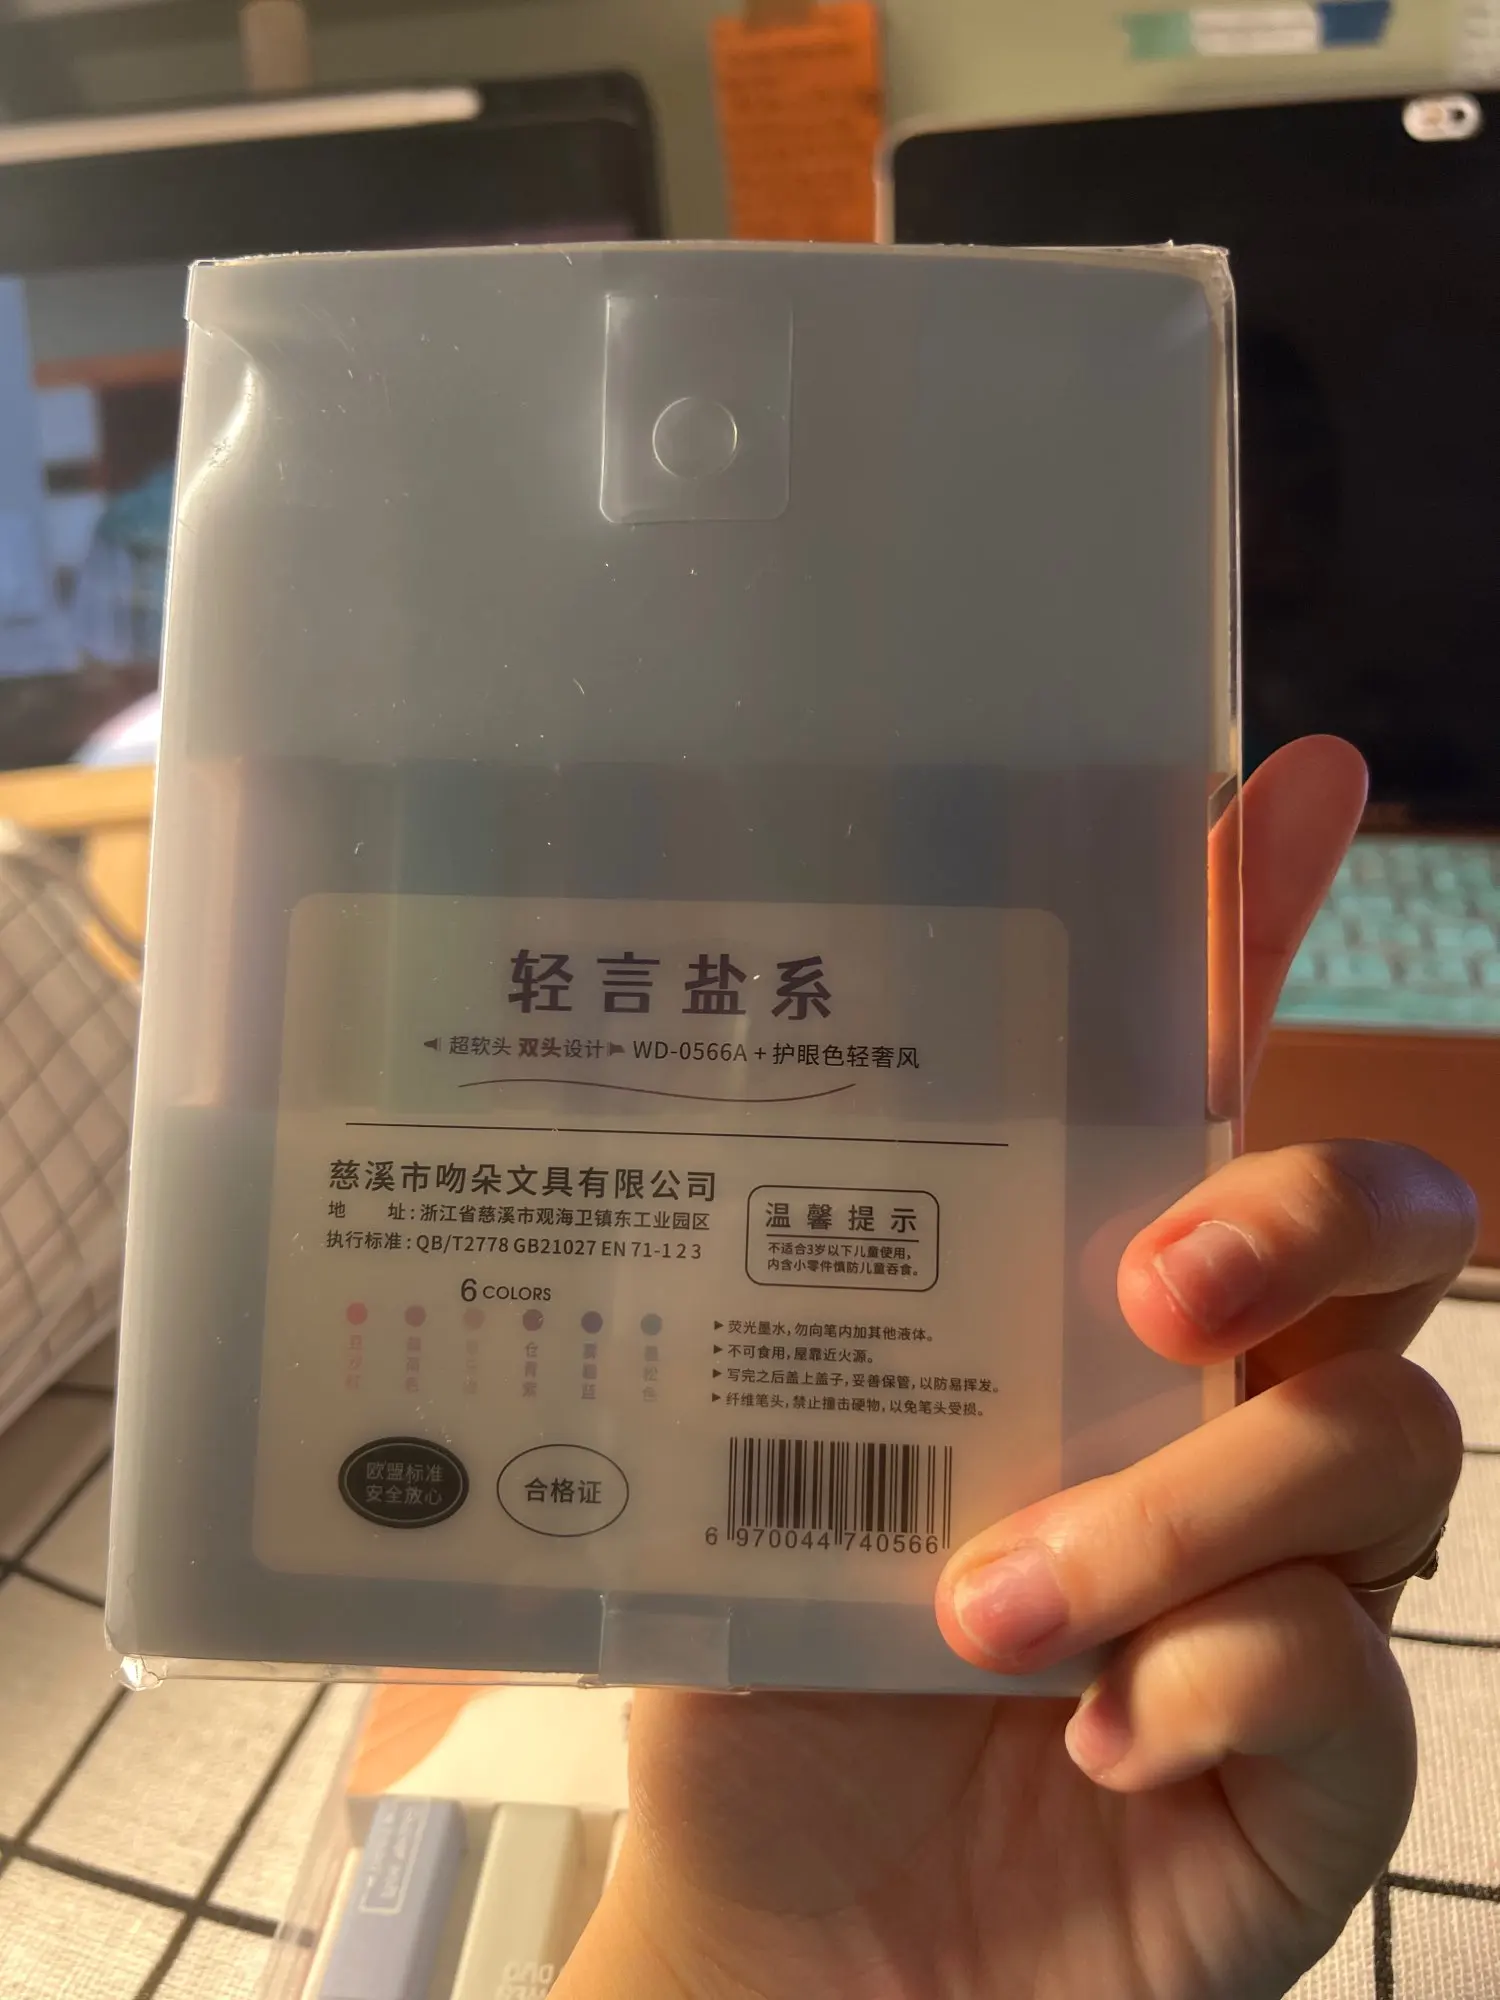 轻言盐系
超软头 双头设计 WD-0566A + 护眼色轻奢风
慈溪市吻朵文具有限公司
地 址:浙江省慈溪市观海卫镇东工业园区
执行标准:QB/T2778 GB21027 EN 71-1 2 3
温馨提示
不适合3岁以下儿童使用,
内含小零件慎防儿童吞食。
6 COLORS
仓青紫
▶荧光墨水,勿向笔内加其他液体。
▶不可食用,屋靠近火源。
▶写完之后盖上盖子,妥善保管,以防易挥发。
▶纤维笔头,禁止撞击硬物,以免笔头受损。
欧盟标准
安全放心
合格证
6 970044 740566